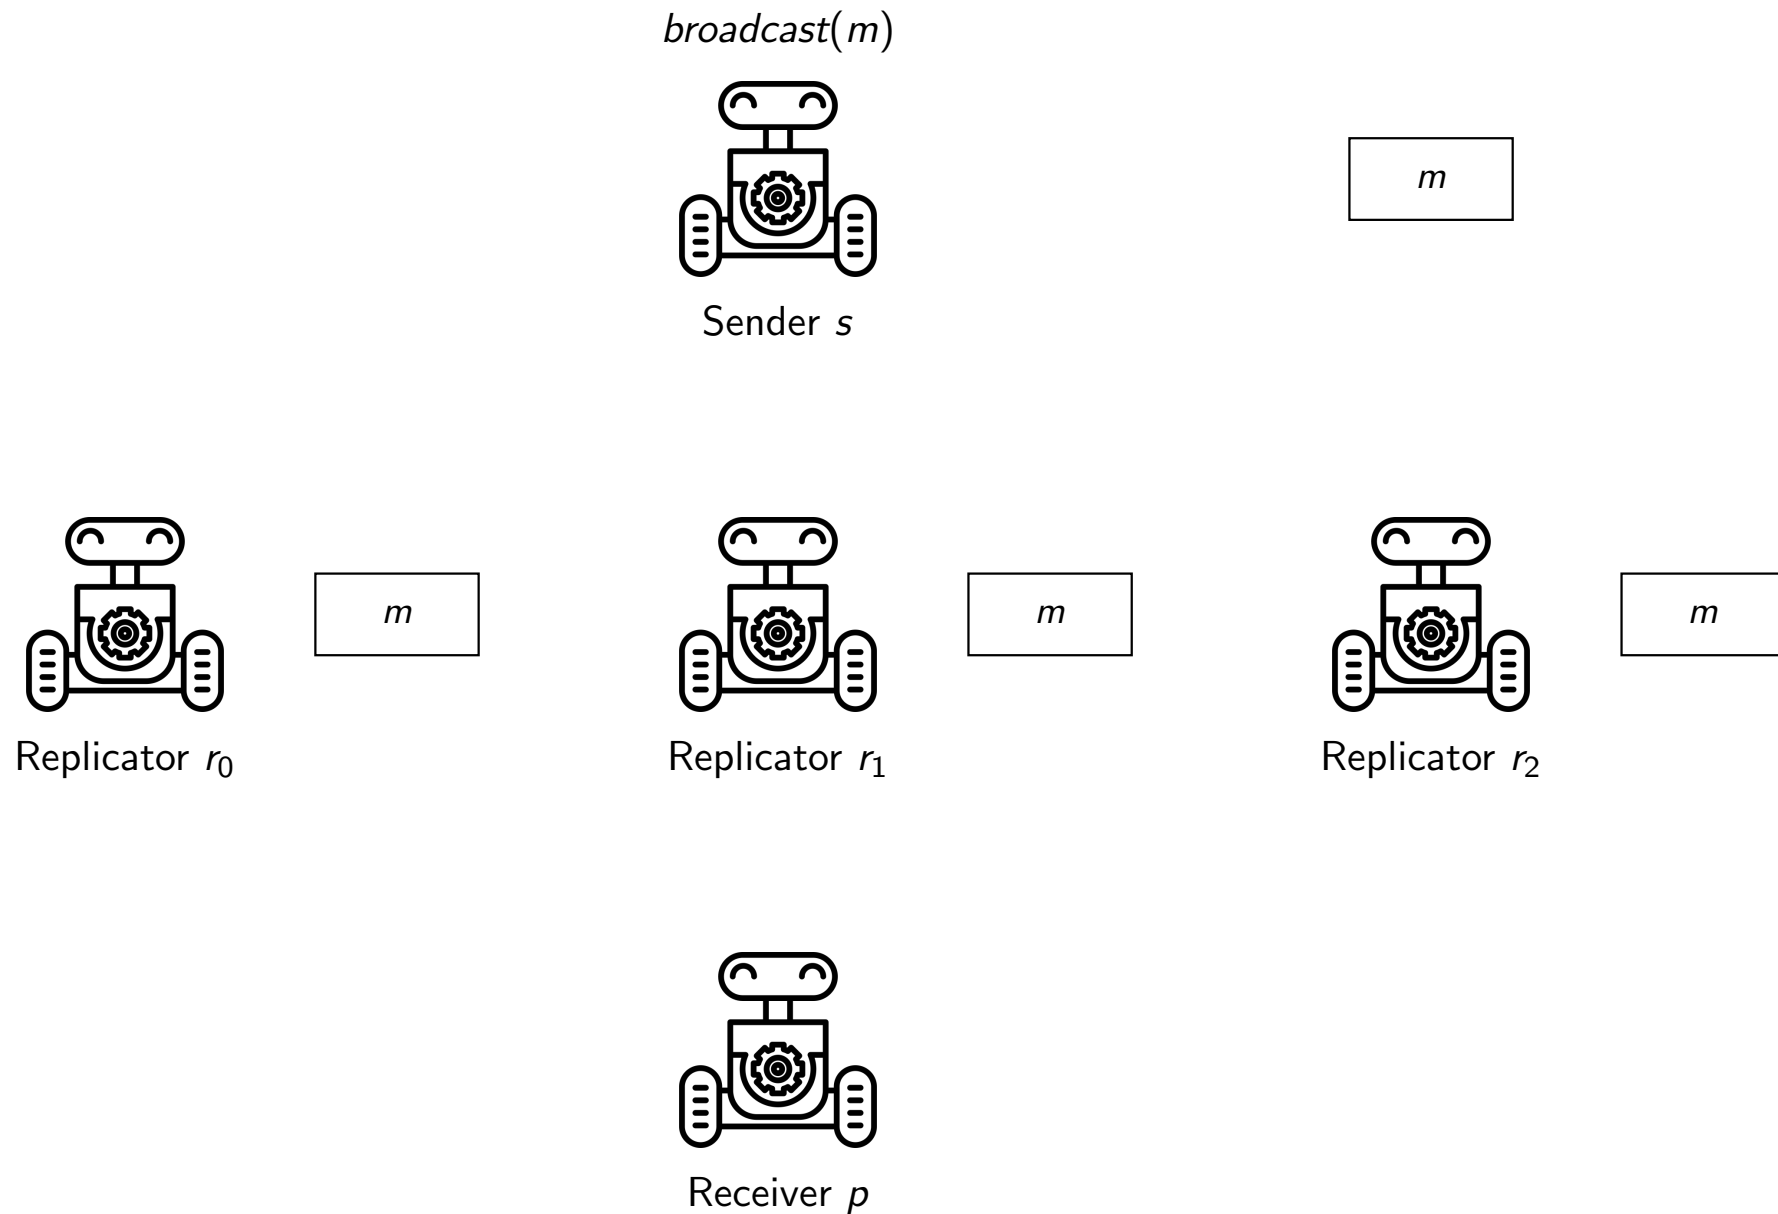 broadcast(m)
m
Sender s
m
m
m
Replicator r₀
Replicator r₁
Replicator r₂
Receiver p